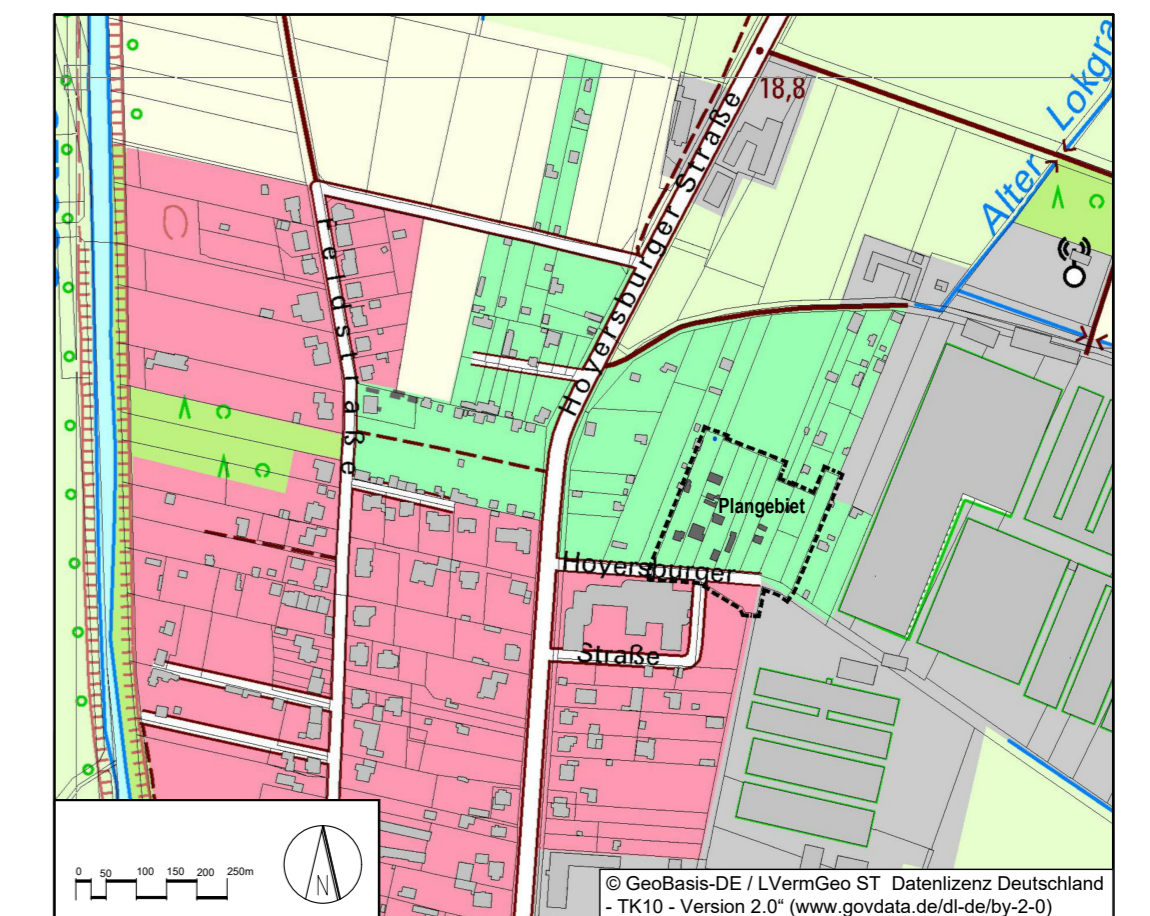 Lokgra
18,8
Alter
Feldstraße
Hoyersburger Straße
Plangebiet
Hoyersburger
Straße
0 50 100 150 200 250m
N
© GeoBasis-DE / LVermGeo ST Datenlizenz Deutschland
- TK10 - Version 2.0“ (www.govdata.de/dl-de/by-2-0)